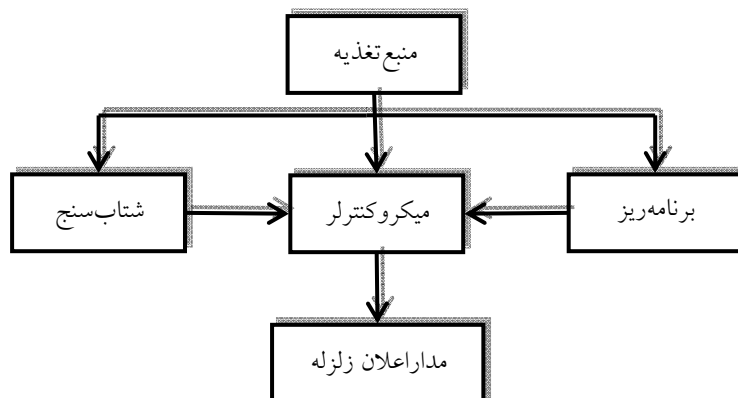 منبع تغذیه
برنامه‌ریز
میکروکنترلر
شتاب‌سنج
مداراعلان زلزله